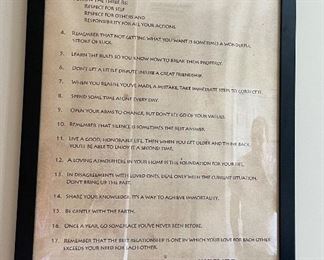 FOLLOW THE THREE RS:
RESPECT FOR SELF
RESPECT FOR OTHERS AND
RESPONSIBILITY FOR ALL YOUR ACTIONS.
4. REMEMBER THAT NOT GETTING WHAT YOU WANT IS SOMETIMES A WONDERFUL
STROKE OF LUCK.
5. LEARN THE RULES SO YOU KNOW HOW TO BREAK THEM PROPERLY.
6. DON'T LET A LITTLE DISPUTE INJURE A GREAT FRIENDSHIP.
7. WHEN YOU REALIZE YOU'VE MADE A MISTAKE, TAKE IMMEDIATE STEPS TO CORRECT IT.
8. SPEND SOME TIME ALONE EVERY DAY.
9. OPEN YOUR ARMS TO CHANGE, BUT DON'T LET GO OF YOUR VALUES.
10. REMEMBER THAT SILENCE IS SOMETIMES THE BEST ANSWER.
11. LIVE A GOOD, HONORABLE LIFE. THEN WHEN YOU GET OLDER AND THINK BACK,
YOU'LL BE ABLE TO ENJOY IT A SECOND TIME.
12. A LOVING ATMOSPHERE IN YOUR HOME IS THE FOUNDATION FOR YOUR LIFE.
13. IN DISAGREEMENTS WITH LOVED ONES, DEAL ONLY WITH THE CURRENT SITUATION.
DON'T BRING UP THE PAST.
14. SHARE YOUR KNOWLEDGE. IT'S A WAY TO ACHIEVE IMMORTALITY.
15. BE GENTLE WITH THE EARTH.
16. ONCE A YEAR, GO SOMEPLACE YOU'VE NEVER BEEN BEFORE.
17. REMEMBER THAT THE BEST RELATIONSHIP IS ONE IN WHICH YOUR LOVE FOR EACH OTHER
EXCEEDS YOUR NEED FOR EACH OTHER.